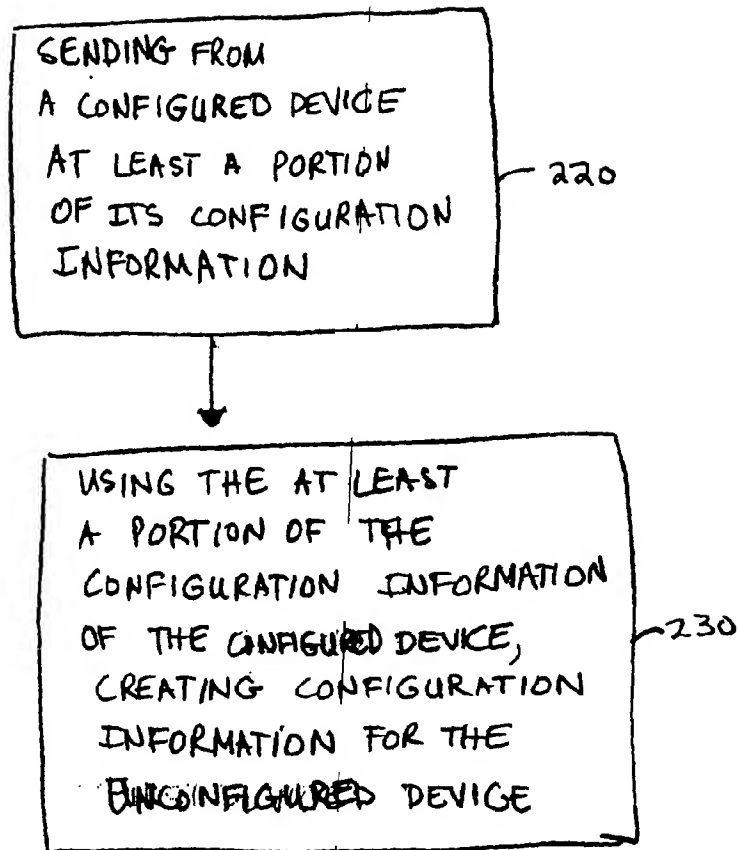 SENDING FROM
A CONFIGURED DEVICE
AT LEAST A PORTION
OF ITS CONFIGURATION
INFORMATION
220
USING THE AT LEAST
A PORTION OF THE
CONFIGURATION INFORMATION
OF THE CONFIGURED DEVICE,
CREATING CONFIGURATION
INFORMATION FOR THE
UNCONFIGURED DEVICE
230